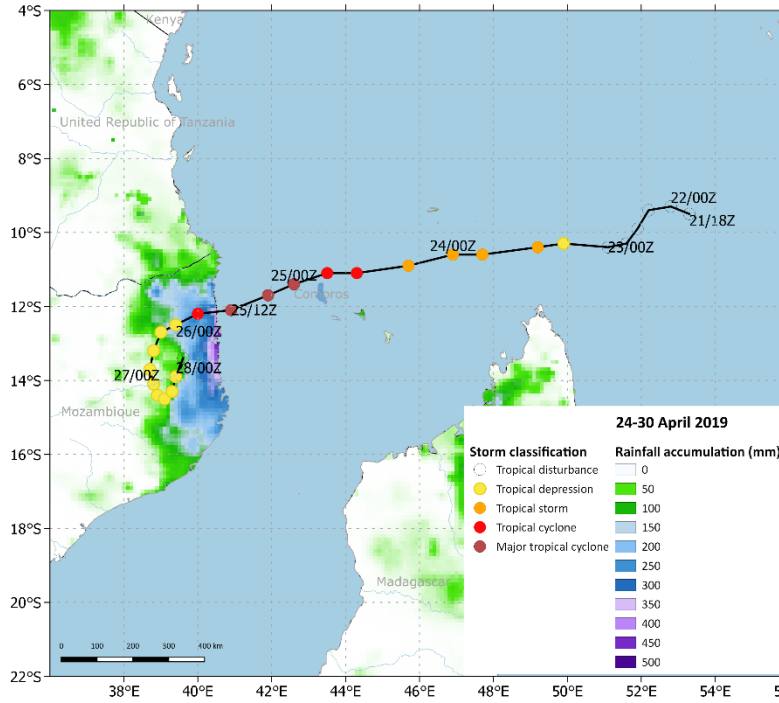 4°S
6°S
8°S
10°S
12°S
14°S
16°S
18°S
20°S
22°S
Kenya
United Republic of Tanzania
22/00Z
21/18Z
24/00Z
23/00Z
25/00Z
Comoros
25/12Z
26/00Z
27/00Z
28/00Z
Mozambique
Madagascar
24-30 April 2019
Storm classification
Tropical disturbance
Tropical depression
Tropical storm
Tropical cyclone
Major tropical cyclone
Rainfall accumulation (mm)
0
50
100
150
200
250
300
350
400
450
500
0 100 200 300 400 km
38°E 40°E 42°E 44°E 46°E 48°E 50°E 52°E 54°E 5